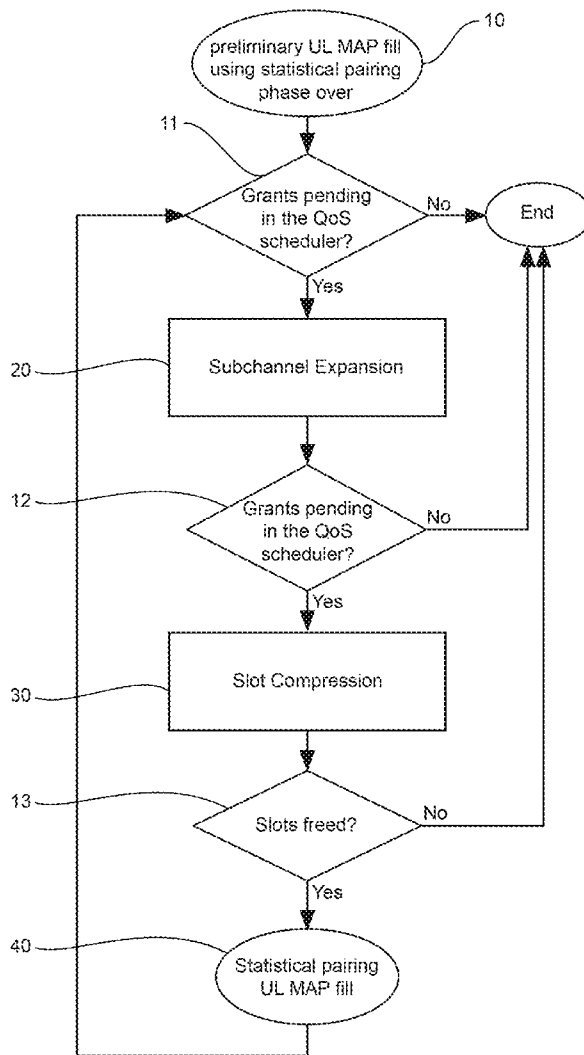 10
preliminary UL MAP fill
using statistical pairing
phase over
11
Grants pending
in the QoS
scheduler?
No
End
Yes
20
Subchannel Expansion
12
Grants pending
in the QoS
scheduler?
No
Yes
30
Slot Compression
13
Slots freed?
No
Yes
40
Statistical pairing
UL MAP fill